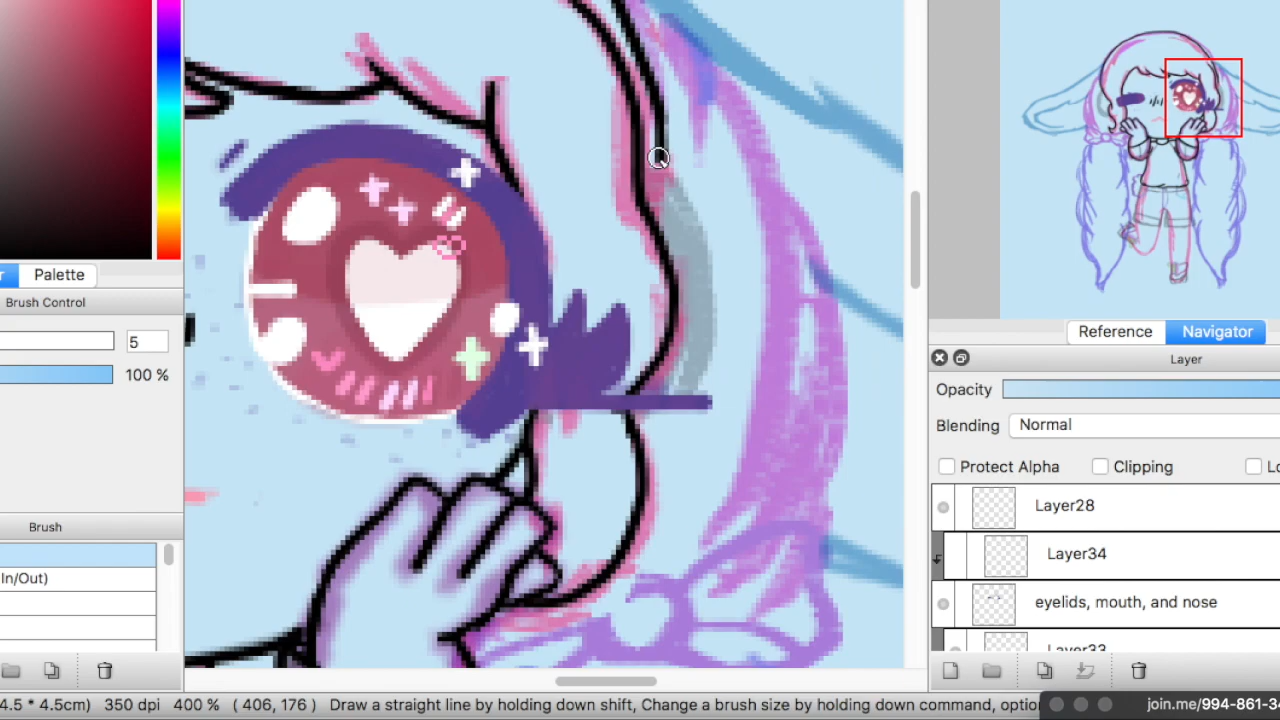 Palette
Brush Control
5
100 %
Brush
In/Out)
Reference
Navigator
Layer
Opacity
Blending
Normal
Protect Alpha
Clipping
Layer28
Layer34
eyelids, mouth, and nose
Layer33
4.5 * 4.5cm) 350 dpi 400 % ( 406, 176 ) Draw a straight line by holding down shift, Change a brush size by holding down command, optio
join.me/994-861-3